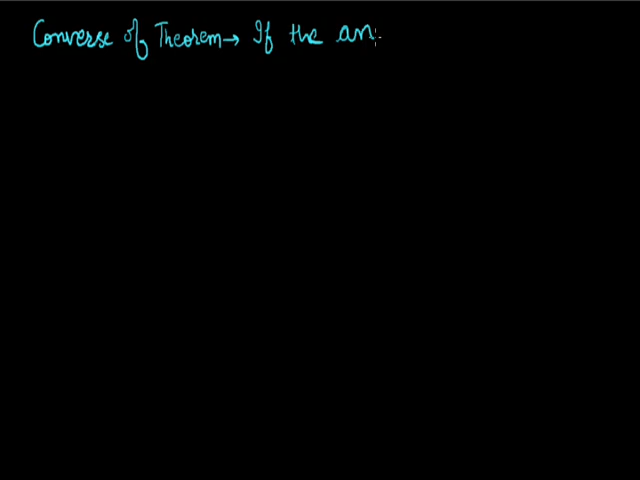 Converse of Theorem → If the an